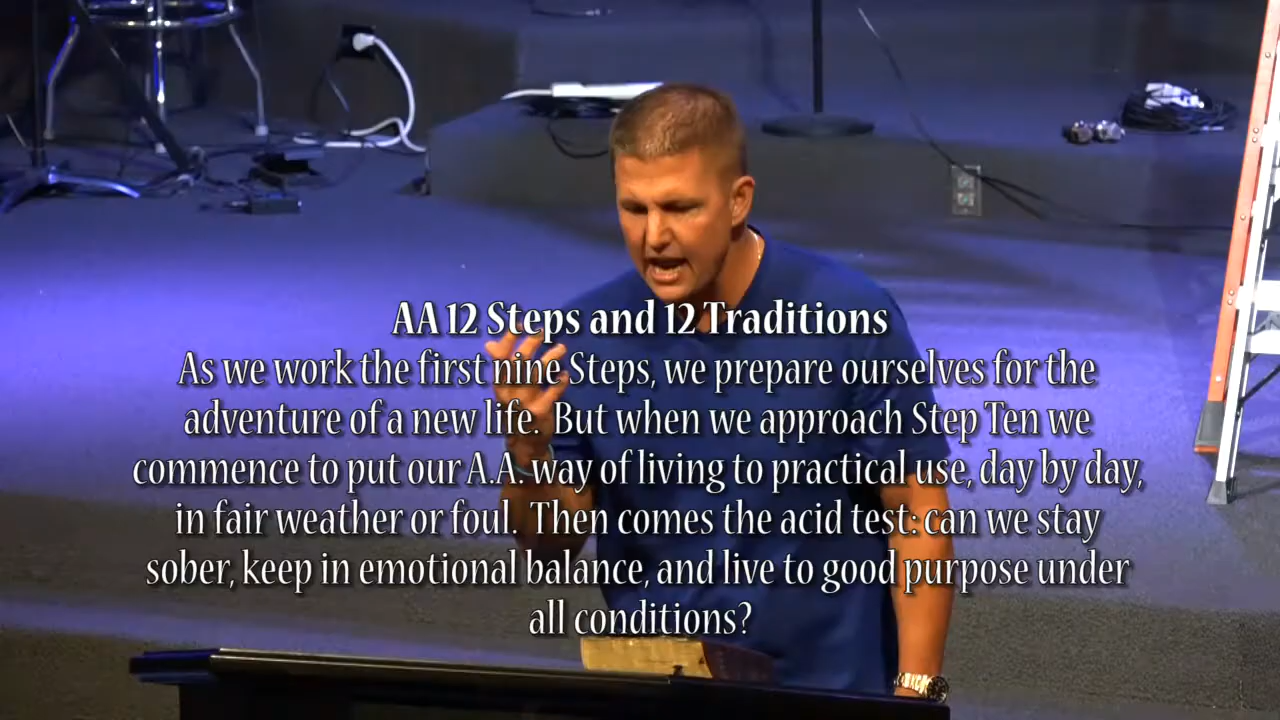 AA 12 Steps and 12 Traditions
As we work the first nine Steps, we prepare ourselves for the
adventure of a new life.  But when we approach Step Ten we
commence to put our A.A. way of living to practical use, day by day,
in fair weather or foul.  Then comes the acid test: can we stay
sober, keep in emotional balance, and live to good purpose under
all conditions?